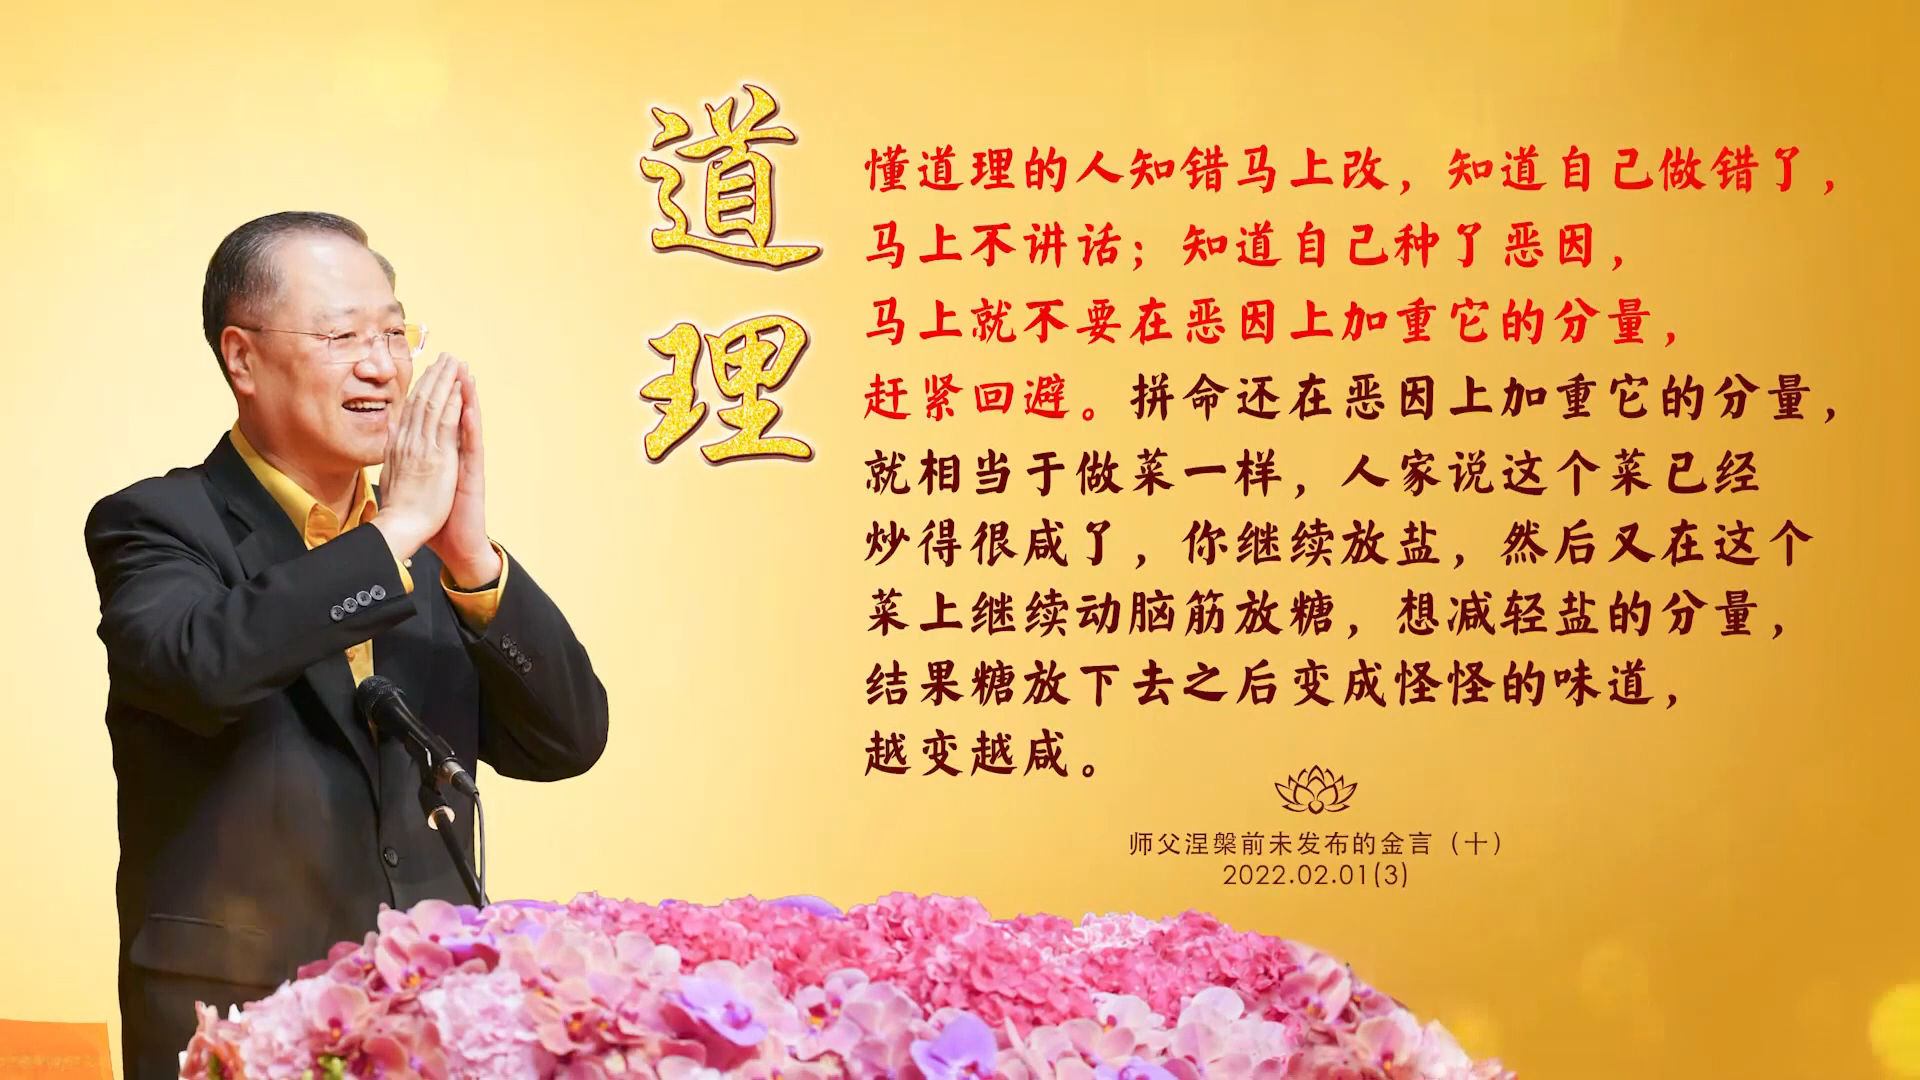 道理
懂道理的人知错马上改，知道自己做错了，
马上不讲话；知道自己种了恶因，
马上就不要在恶因上加重它的分量，
赶紧回避。拼命还在恶因上加重它的分量，
就相当于做菜一样，人家说这个菜已经
炒得很咸了，你继续放盐，然后又在这个
菜上继续动脑筋放糖，想减轻盐的分量，
结果糖放下去之后变成怪怪的味道，
越变越咸。
师父涅槃前未发布的金言（十）
2022.02.01(3)